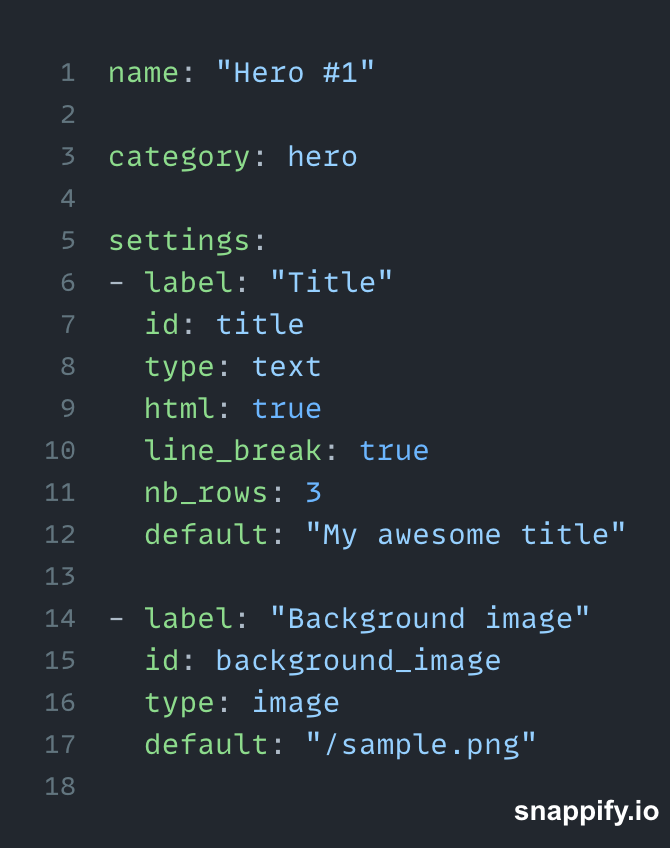 1 name: "Hero #1"
2
3 category: hero
4
5 settings:
6 - label: "Title"
7   id: title
8   type: text
9   html: true
10   line_break: true
11   nb_rows: 3
12   default: "My awesome title"
13
14 - label: "Background image"
15   id: background_image
16   type: image
17   default: "/sample.png"
18
snappify.io